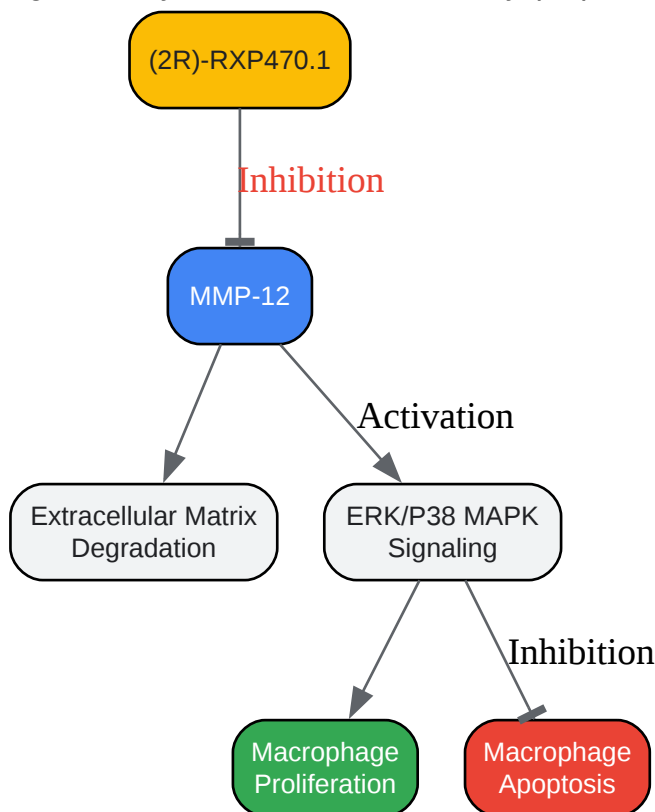 (2R)-RXP470.1
Inhibition
MMP-12
Activation
Extracellular Matrix
Degradation
ERK/P38 MAPK
Signaling
Inhibition
Macrophage
Proliferation
Macrophage
Apoptosis